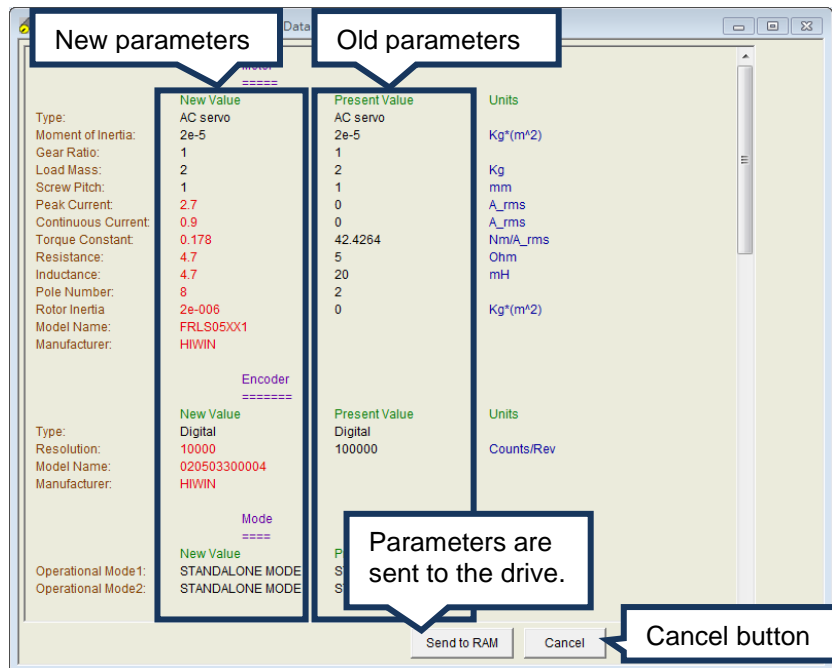 New parameters
Data
Old parameters
=====
New Value Present Value Units
Type: AC servo AC servo
Moment of Inertia: 2e-5 2e-5 Kg*(m^2)
Gear Ratio: 1 1
Load Mass: 2 2 Kg
Screw Pitch: 1 1 mm
Peak Current: 2.7 0 A_rms
Continuous Current: 0.9 0 A_rms
Torque Constant: 0.178 42.4264 Nm/A_rms
Resistance: 4.7 5 Ohm
Inductance: 4.7 20 mH
Pole Number: 8 2
Rotor Inertia 2e-006 0 Kg*(m^2)
Model Name: FRLS05XX1
Manufacturer: HIWIN
Encoder
=======
New Value Present Value Units
Type: Digital Digital
Resolution: 10000 100000 Counts/Rev
Model Name: 020503300004
Manufacturer: HIWIN
Mode
====
New Value
Operational Mode1: STANDALONE MODE
Operational Mode2: STANDALONE MODE
Parameters are
sent to the drive.
Send to RAM Cancel
Cancel button